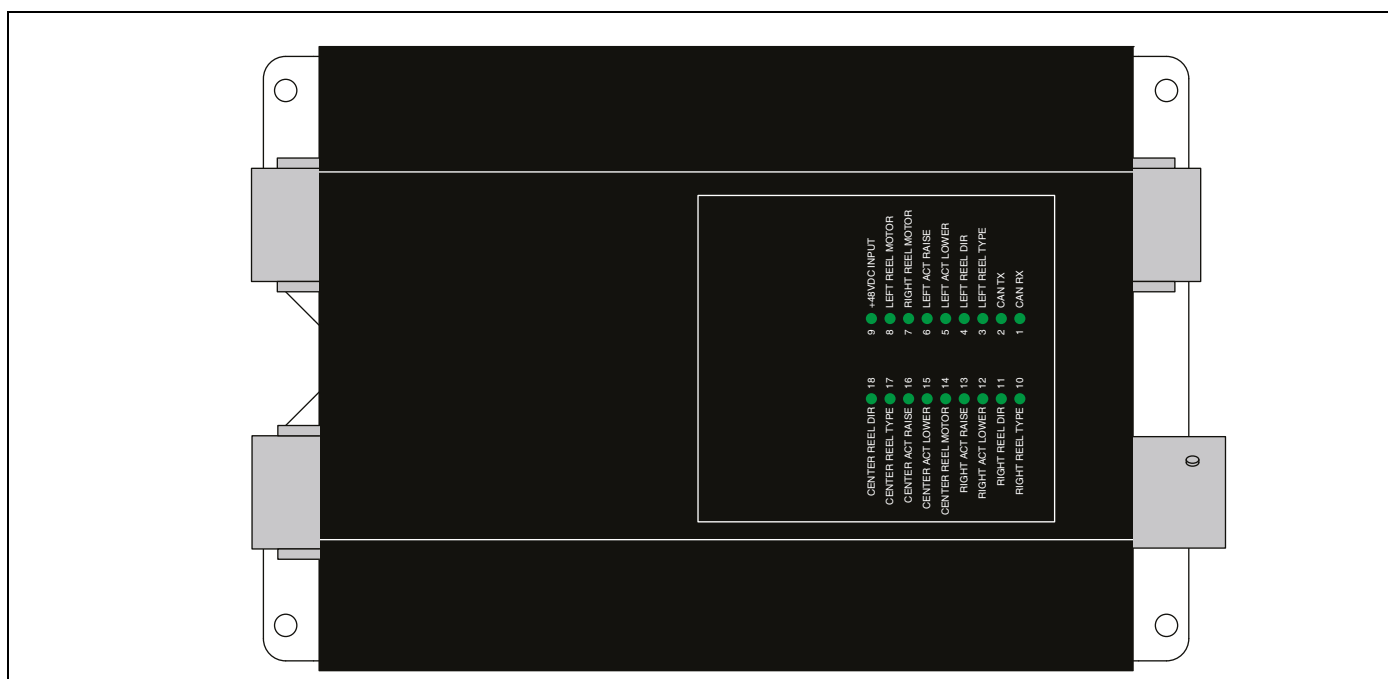 9 +48VDC INPUT
8 LEFT REEL MOTOR
7 RIGHT REEL MOTOR
6 LEFT ACT RAISE
5 LEFT ACT LOWER
4 LEFT REEL DIR
3 LEFT REEL TYPE
2 CAN TX
1 CAN RX
CENTER REEL DIR 18
CENTER REEL TYPE 17
CENTER ACT RAISE 16
CENTER ACT LOWER 15
CENTER REEL MOTOR 14
RIGHT ACT RAISE 13
RIGHT ACT LOWER 12
RIGHT REEL DIR 11
RIGHT REEL TYPE 10